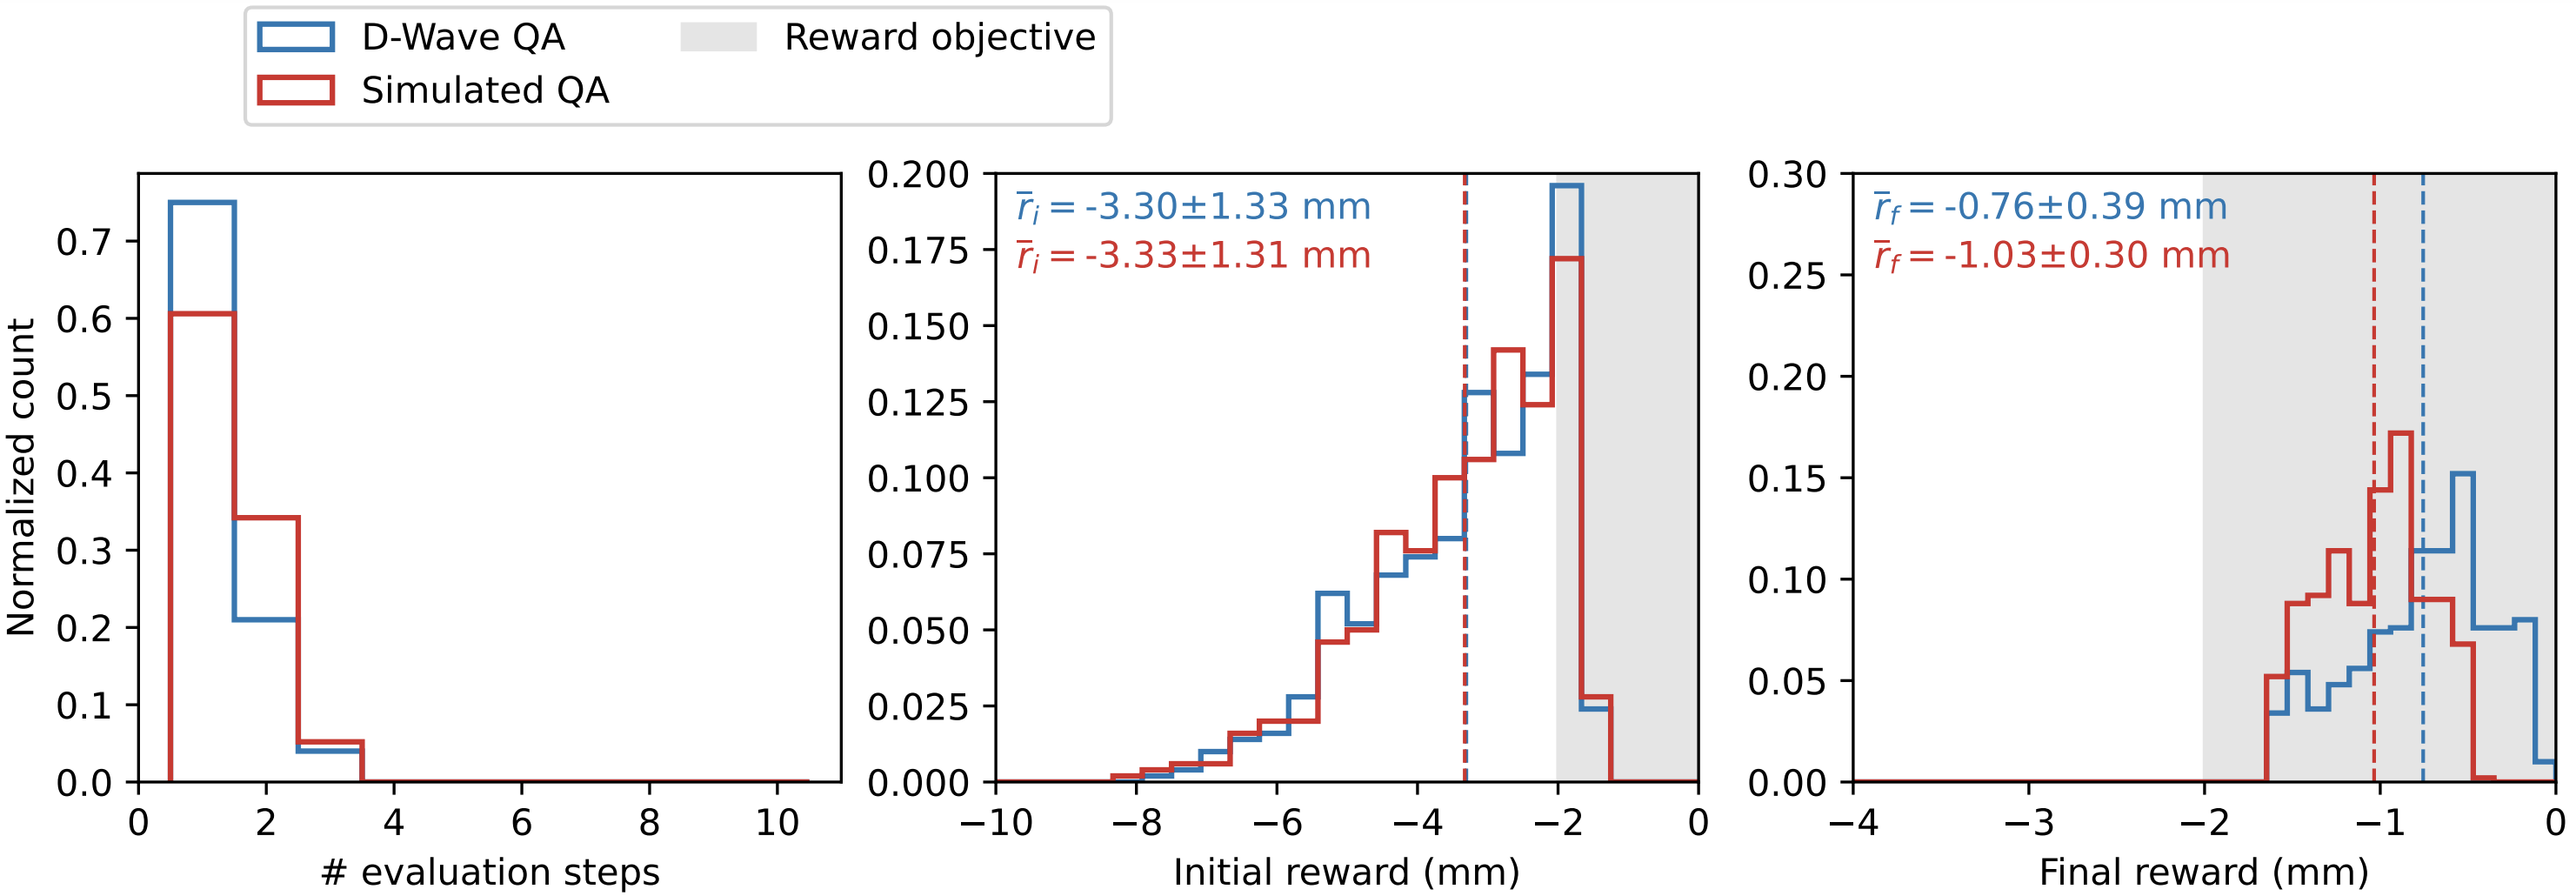 D-Wave QA
Simulated QA
Reward objective
Normalized count
0.7
0.6
0.5
0.4
0.3
0.2
0.1
0.0
0 2 4 6 8 10
# evaluation steps
r̄i = -3.30±1.33 mm
r̄i = -3.33±1.31 mm
0.200
0.175
0.150
0.125
0.100
0.075
0.050
0.025
0.000
−10 −8 −6 −4 −2 0
Initial reward (mm)
r̄f = -0.76±0.39 mm
r̄f = -1.03±0.30 mm
0.30
0.25
0.20
0.15
0.10
0.05
0.00
−4 −3 −2 −1 0
Final reward (mm)